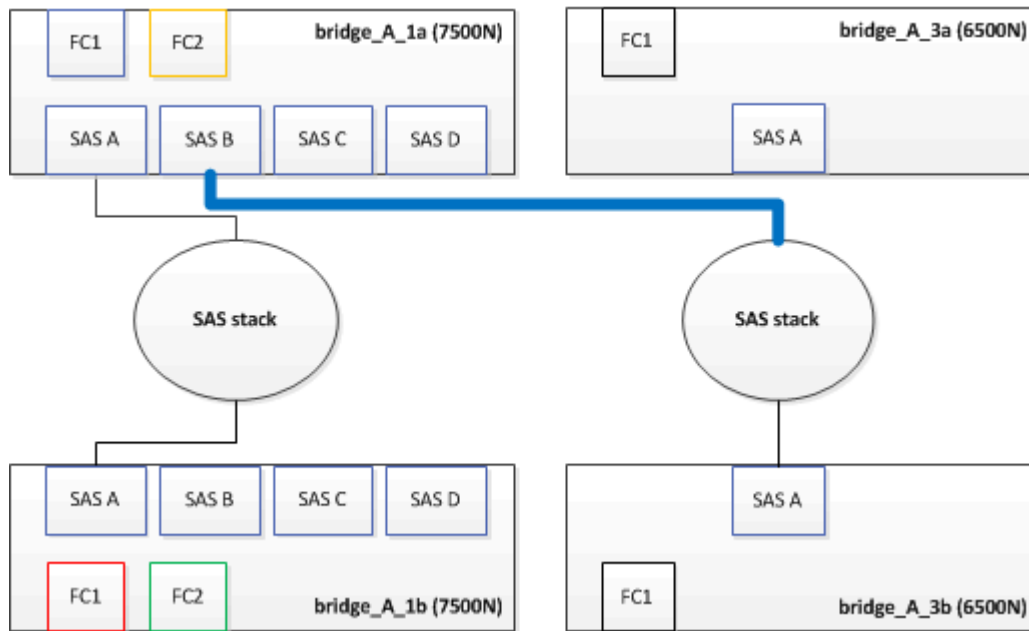 FC1
FC2
bridge_A_1a (7500N)
SAS A
SAS B
SAS C
SAS D
FC1
bridge_A_3a (6500N)
SAS A
SAS stack
SAS stack
SAS A
SAS B
SAS C
SAS D
FC1
FC2
bridge_A_1b (7500N)
SAS A
FC1
bridge_A_3b (6500N)